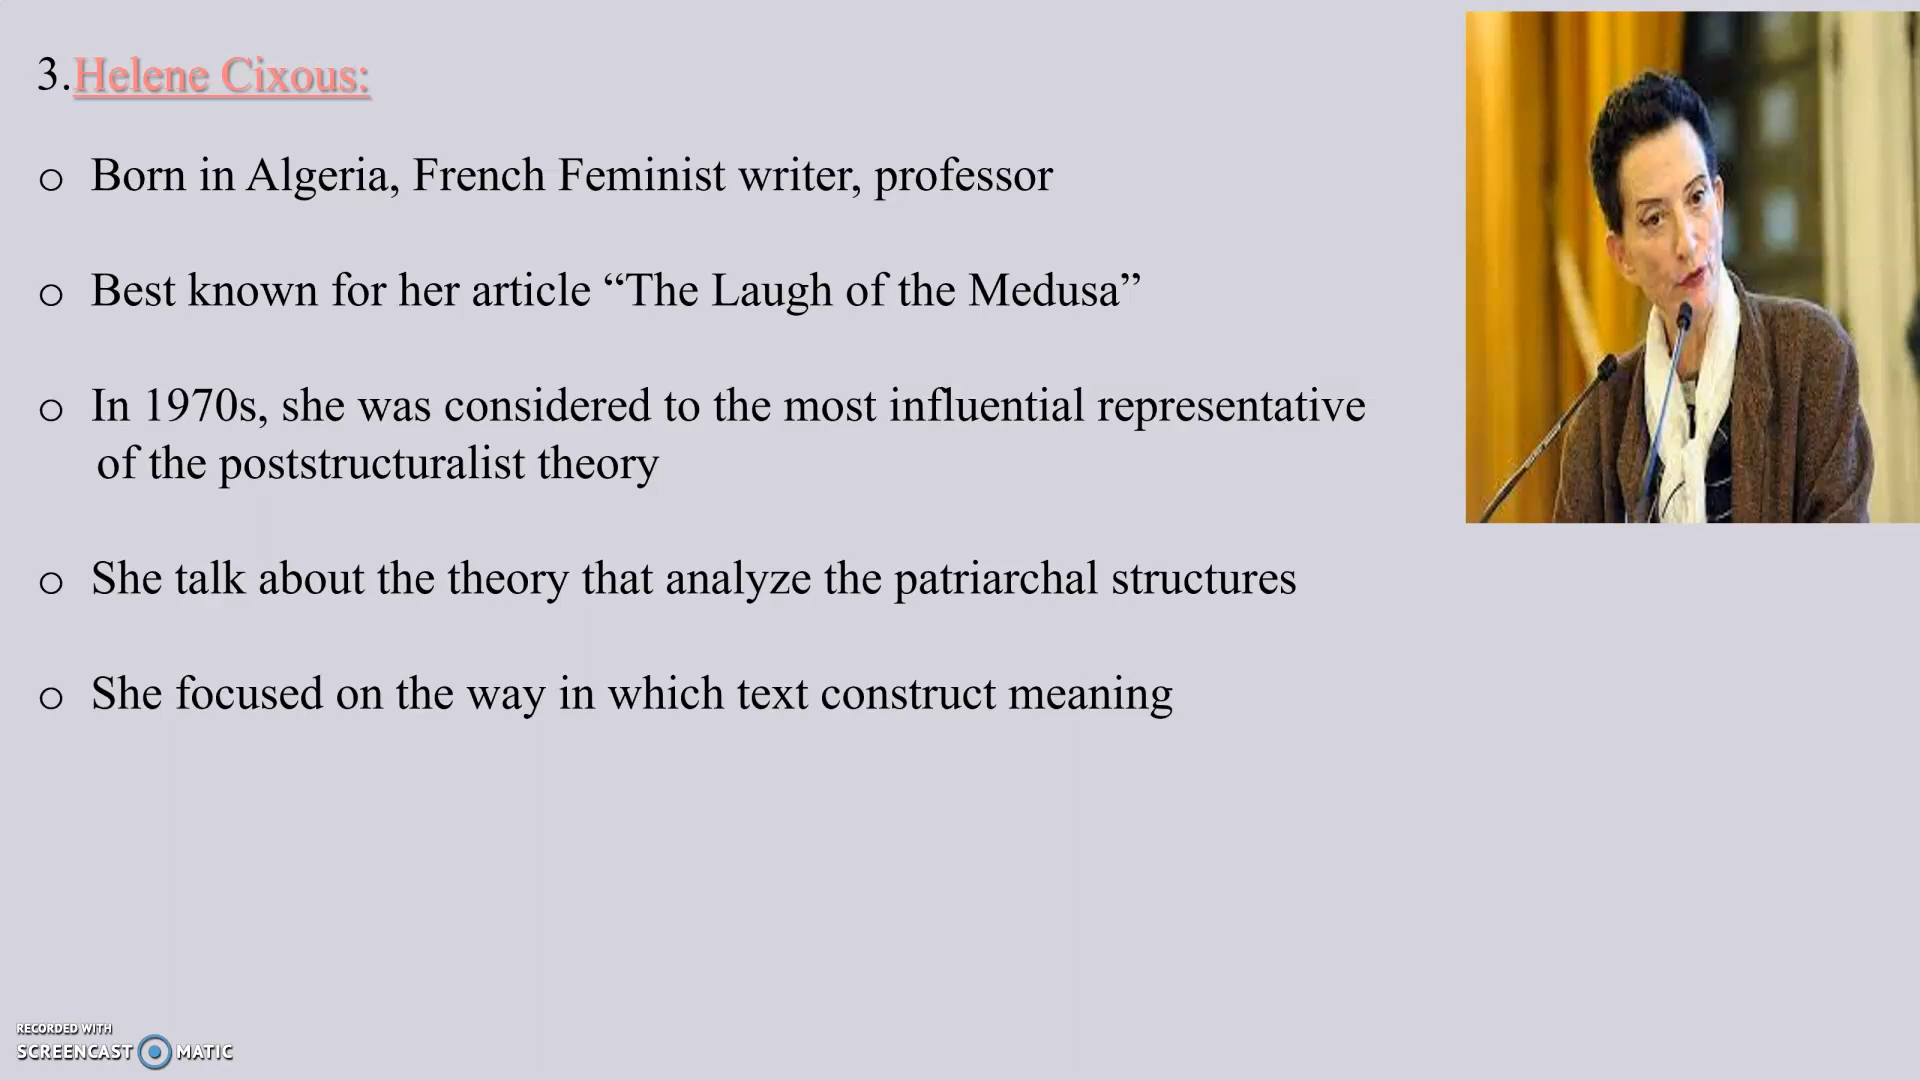 3.Helene Cixous:
o Born in Algeria, French Feminist writer, professor
o Best known for her article “The Laugh of the Medusa”
o In 1970s, she was considered to the most influential representative
of the poststructuralist theory
o She talk about the theory that analyze the patriarchal structures
o She focused on the way in which text construct meaning
RECORDED WITH
SCREENCAST MATIC